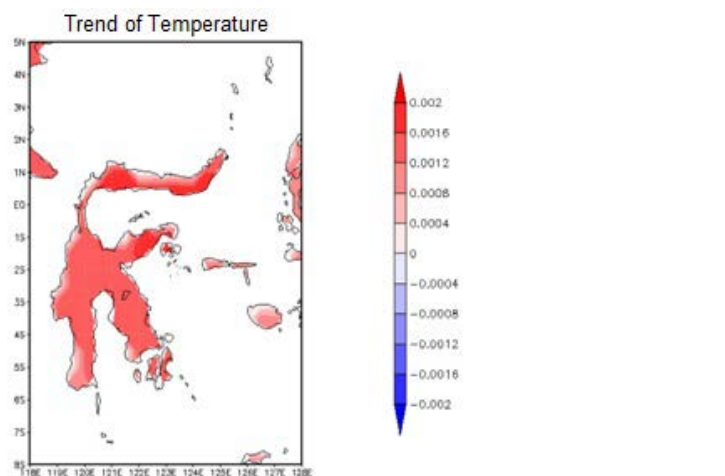 Trend of Temperature
5N
4N
3N
2N
1N
EQ
1S
2S
3S
4S
5S
6S
7S
8S
118E 119E 120E 121E 122E 123E 124E 125E 126E 127E 128E
0.002
0.0016
0.0012
0.0008
0.0004
0
-0.0004
-0.0008
-0.0012
-0.0016
-0.002